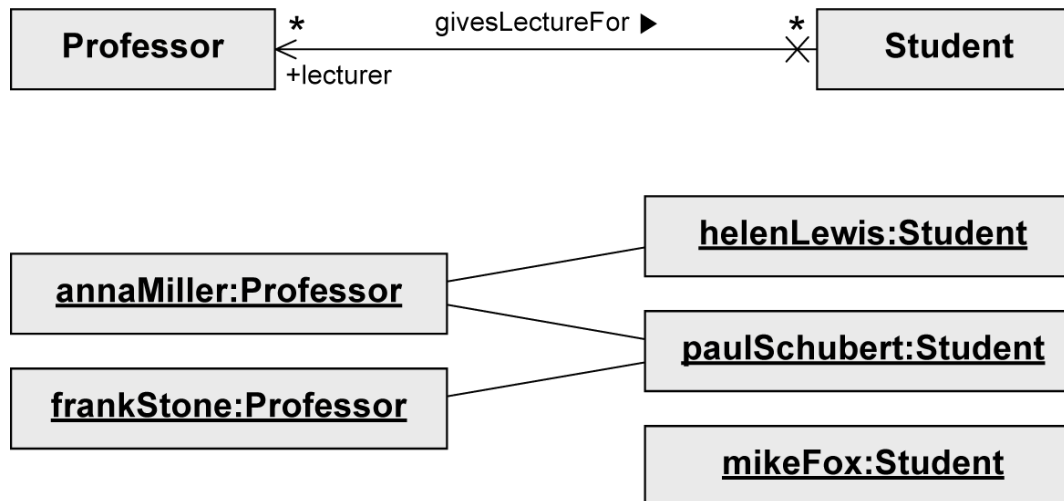 * givesLectureFor ▶ *
Professor Student
+lecturer
helenLewis:Student
annaMiller:Professor
paulSchubert:Student
frankStone:Professor
mikeFox:Student